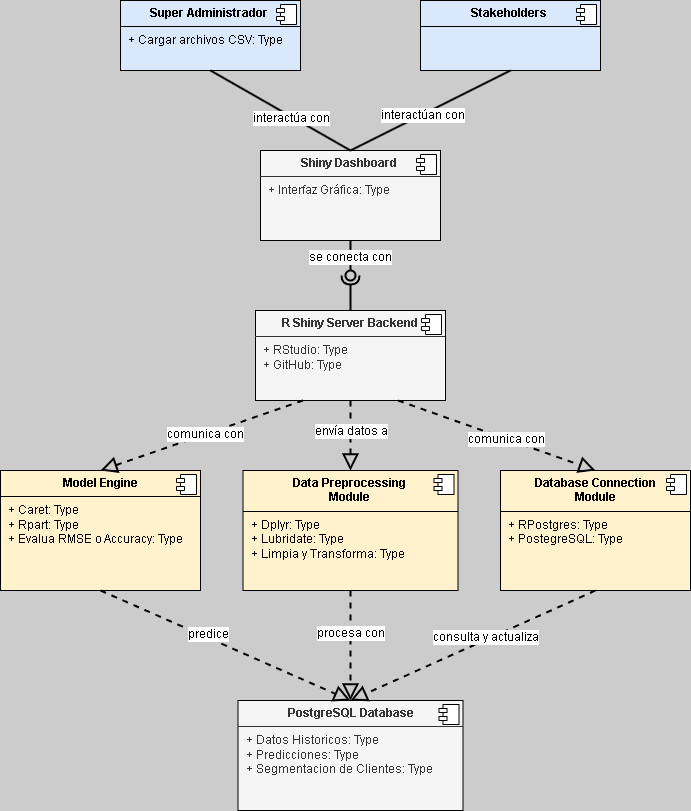 Super Administrador
+ Cargar archivos CSV: Type
Stakeholders
interactúa con
interactúan con
Shiny Dashboard
+ Interfaz Gráfica: Type
se conecta con
R Shiny Server Backend
+ RStudio: Type
+ GitHub: Type
comunica con
envía datos a
comunica con
Model Engine
+ Caret: Type
+ Rpart: Type
+ Evalua RMSE o Accuracy: Type
Data Preprocessing
Module
+ Dplyr: Type
+ Lubridate: Type
+ Limpia y Transforma: Type
Database Connection
Module
+ RPostgres: Type
+ PostegreSQL: Type
predice
procesa con
consulta y actualiza
PostgreSQL Database
+ Datos Historicos: Type
+ Predicciones: Type
+ Segmentacion de Clientes: Type